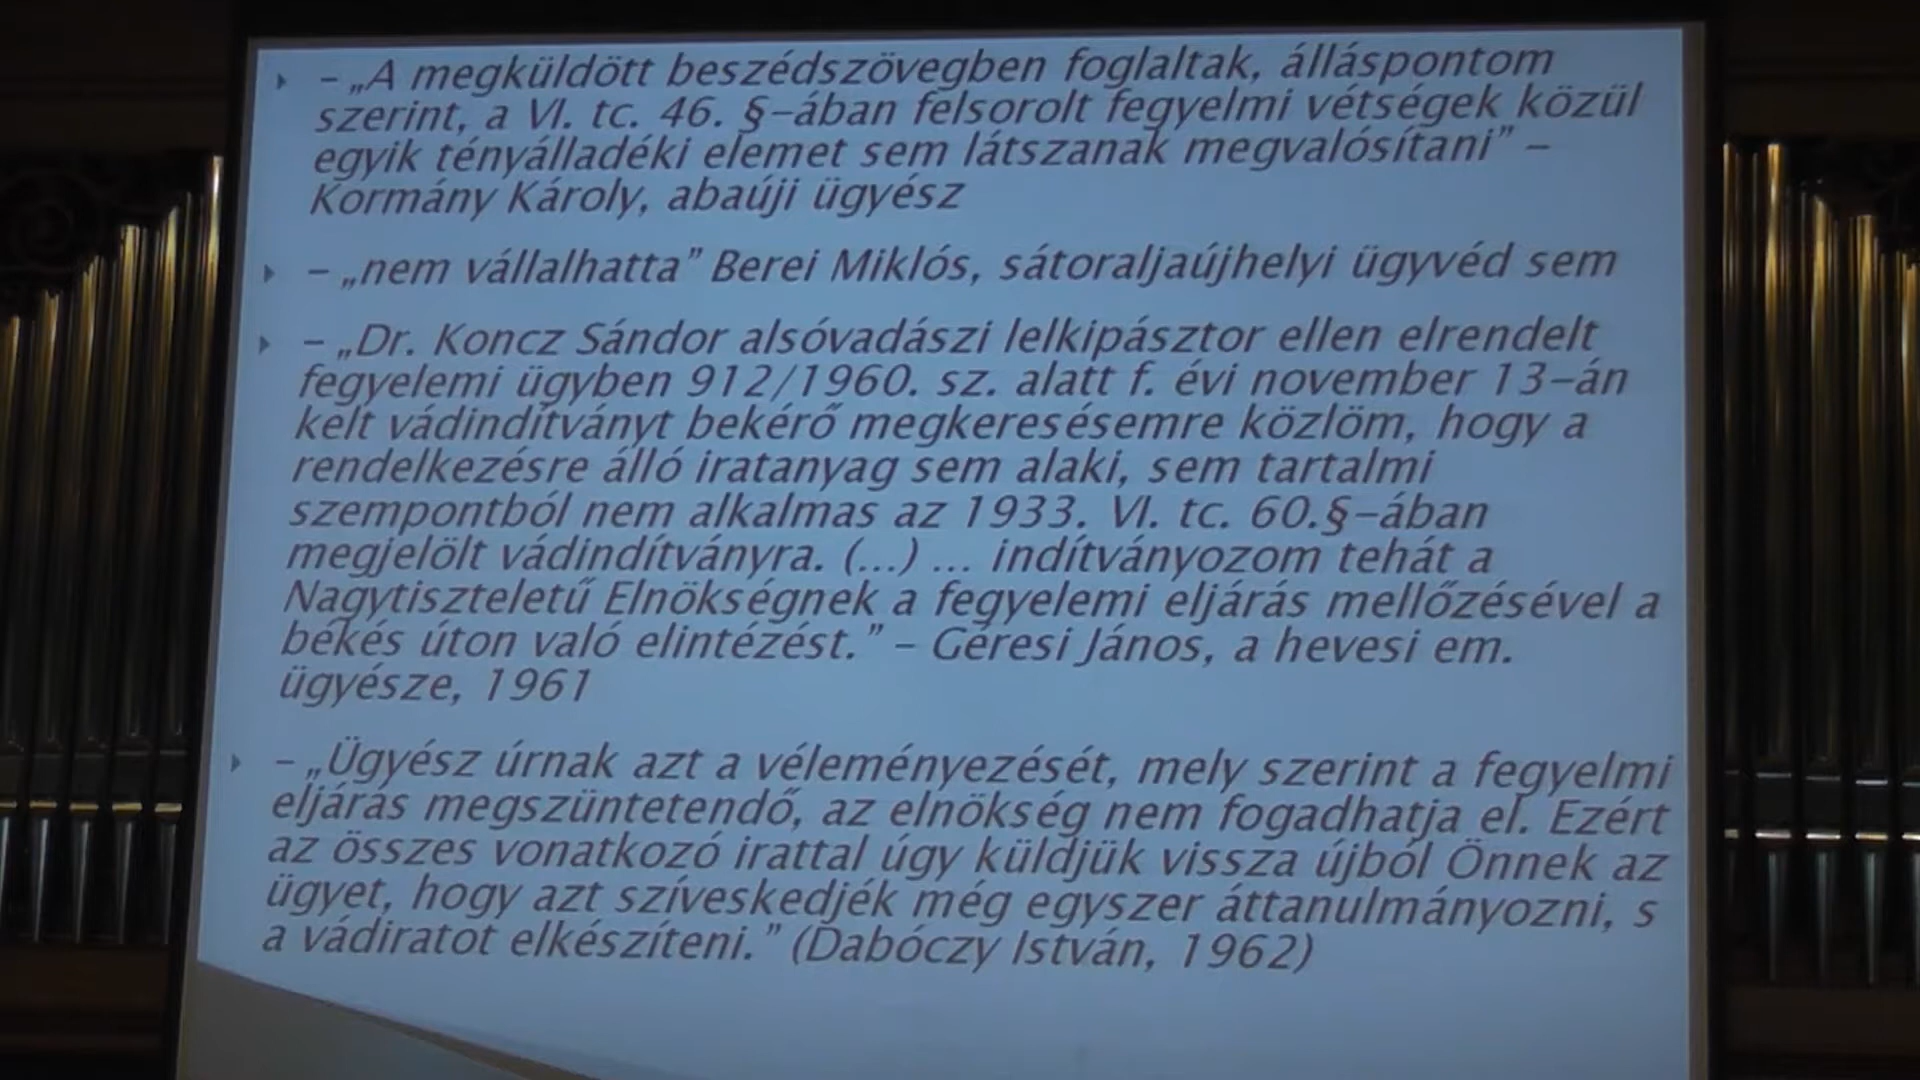 – „A megküldött beszédszövegben foglaltak, álláspontom
szerint, a VI. tc. 46. §-ában felsorolt fegyelmi vétségek közül
egyik tényálladéki elemet sem látszanak megvalósítani” –
Kormány Károly, abaúji ügyész
– „nem vállalhatta” Berei Miklós, sátoraljaújhelyi ügyvéd sem
– „Dr. Koncz Sándor alsóvadászi lelkipásztor ellen elrendelt
fegyelemi ügyben 912/1960. sz. alatt f. évi november 13-án
kelt vádindítványt bekérő megkeresésemre közlöm, hogy a
rendelkezésre álló iratanyag sem alaki, sem tartalmi
szempontból nem alkalmas az 1933. VI. tc. 60.§-ában
megjelölt vádindítványra. (...) ... indítványozom tehát a
Nagytiszteletű Elnökségnek a fegyelemi eljárás mellőzésével a
békés úton való elintézést.” – Géresi János, a hevesi em.
ügyésze, 1961
– „Ügyész úrnak azt a véleményezését, mely szerint a fegyelmi
eljárás megszüntetendő, az elnökség nem fogadhatja el. Ezért
az összes vonatkozó irattal úgy küldjük vissza újból Önnek az
ügyet, hogy azt szíveskedjék még egyszer áttanulmányozni, s
a vádiratot elkészíteni.” (Dabóczy István, 1962)